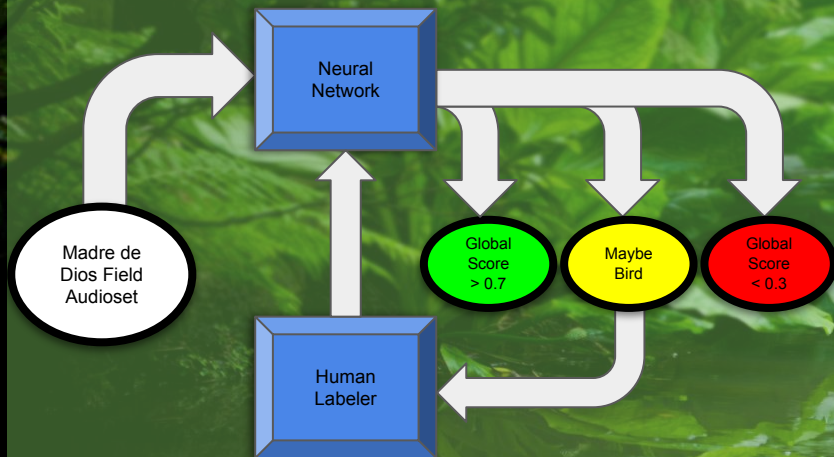 Neural
Network
Madre de
Dios Field
Audioset
Global
Score
> 0.7
Maybe
Bird
Global
Score
< 0.3
Human
Labeler